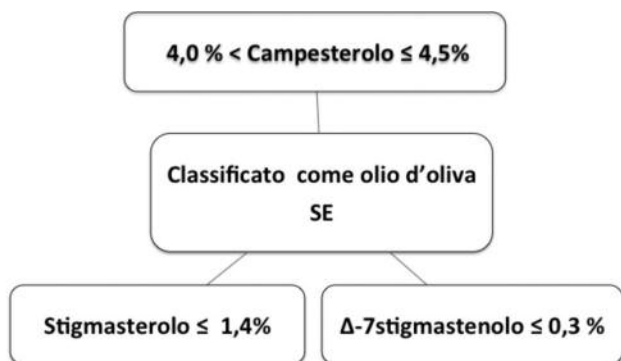 4,0 % < Campesterolo ≤ 4,5%
Classificato come olio d’oliva
SE
Stigmasterolo ≤ 1,4%
Δ-7stigmastenolo ≤ 0,3 %